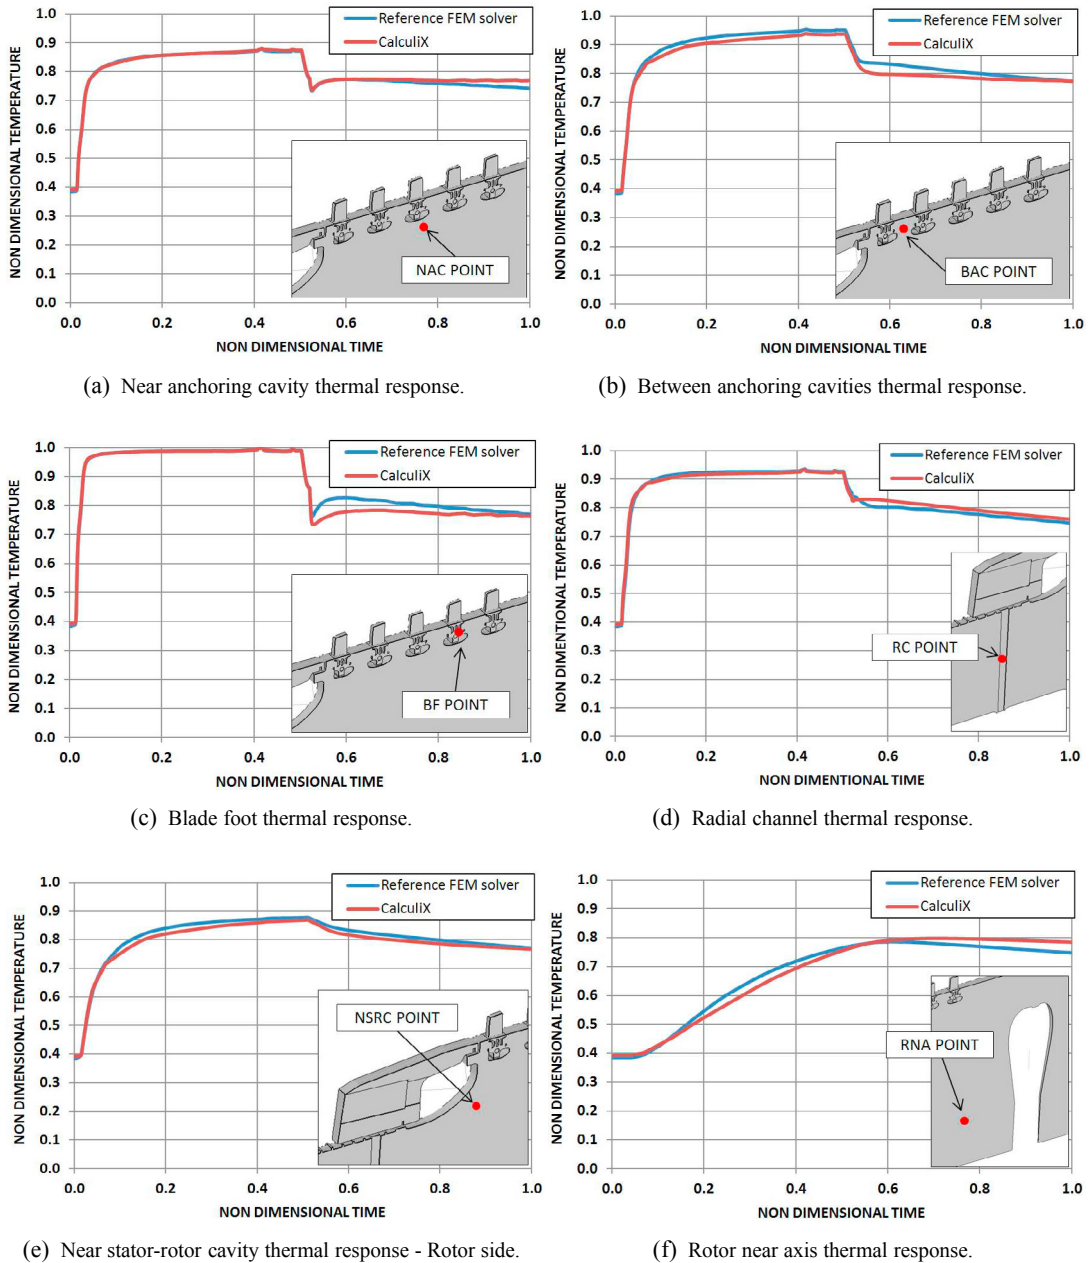 Reference FEM solver
CalculiX
NON DIMENSIONAL TEMPERATURE
1.0
0.9
0.8
0.7
0.6
0.5
0.4
0.3
0.2
0.1
0.0
NAC POINT
0.0 0.2 0.4 0.6 0.8 1.0
NON DIMENSIONAL TIME
(a) Near anchoring cavity thermal response.
Reference FEM solver
CalculiX
NON DIMENSIONAL TEMPERATURE
1.0
0.9
0.8
0.7
0.6
0.5
0.4
0.3
0.2
0.1
0.0
BAC POINT
0.0 0.2 0.4 0.6 0.8 1.0
NON DIMENSIONAL TIME
(b) Between anchoring cavities thermal response.
Reference FEM solver
CalculiX
NON DIMENSIONAL TEMPERATURE
1.0
0.9
0.8
0.7
0.6
0.5
0.4
0.3
0.2
0.1
0.0
BF POINT
0.0 0.2 0.4 0.6 0.8 1.0
NON DIMENSIONAL TIME
(c) Blade foot thermal response.
Reference FEM solver
CalculiX
NON DIMENTIONAL TEMPERATURE
1.0
0.9
0.8
0.7
0.6
0.5
0.4
0.3
0.2
0.1
0.0
RC POINT
0.0 0.2 0.4 0.6 0.8 1.0
NON DIMENTIONAL TIME
(d) Radial channel thermal response.
Reference FEM solver
CalculiX
NON DIMENSIONAL TEMPERATURE
1.0
0.9
0.8
0.7
0.6
0.5
0.4
0.3
0.2
0.1
0.0
NSRC POINT
0.0 0.2 0.4 0.6 0.8 1.0
NON DIMENSIONAL TIME
(e) Near stator-rotor cavity thermal response - Rotor side.
Reference FEM solver
CalculiX
NON DIMENSIONAL TEMPERATURE
1.0
0.9
0.8
0.7
0.6
0.5
0.4
0.3
0.2
0.1
0.0
RNA POINT
0.0 0.2 0.4 0.6 0.8 1.0
NON DIMENSIONAL TIME
(f) Rotor near axis thermal response.